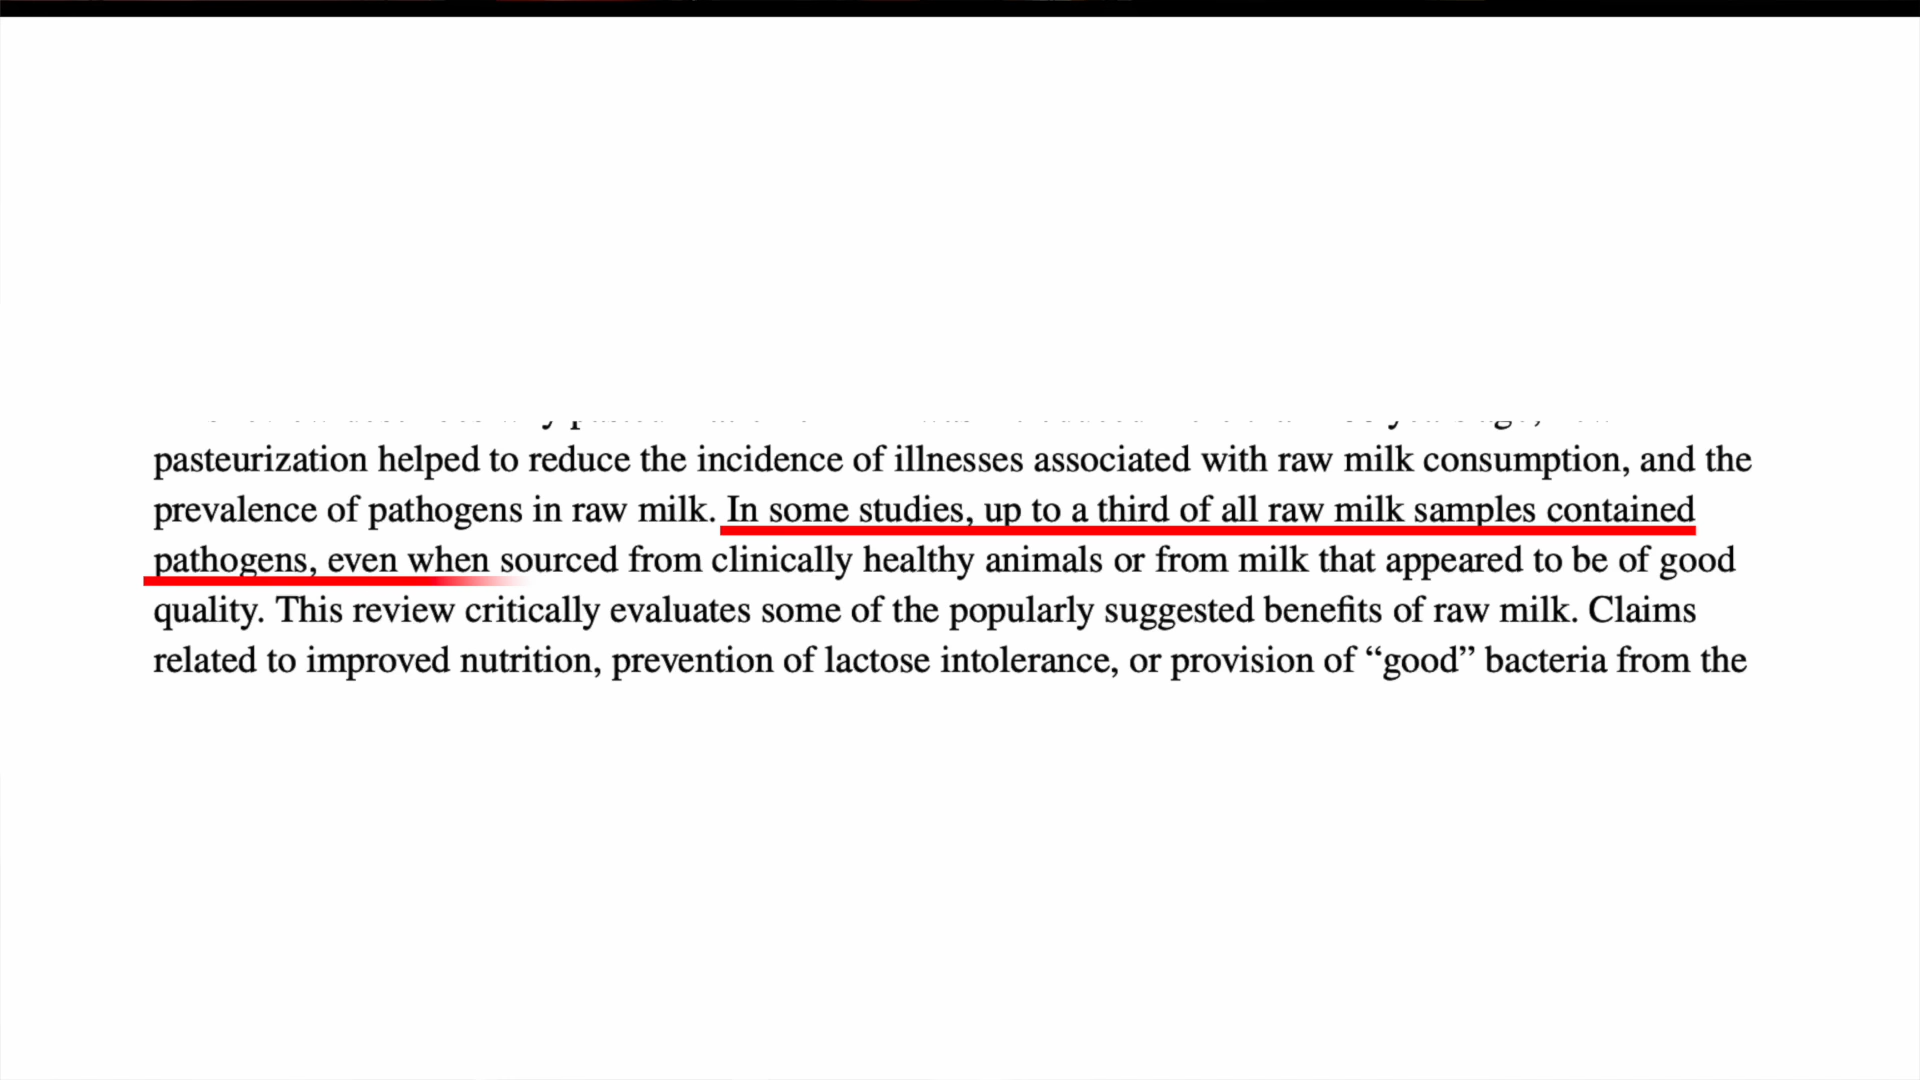 pasteurization helped to reduce the incidence of illnesses associated with raw milk consumption, and the
prevalence of pathogens in raw milk. In some studies, up to a third of all raw milk samples contained
pathogens, even when sourced from clinically healthy animals or from milk that appeared to be of good
quality. This review critically evaluates some of the popularly suggested benefits of raw milk. Claims
related to improved nutrition, prevention of lactose intolerance, or provision of “good” bacteria from the